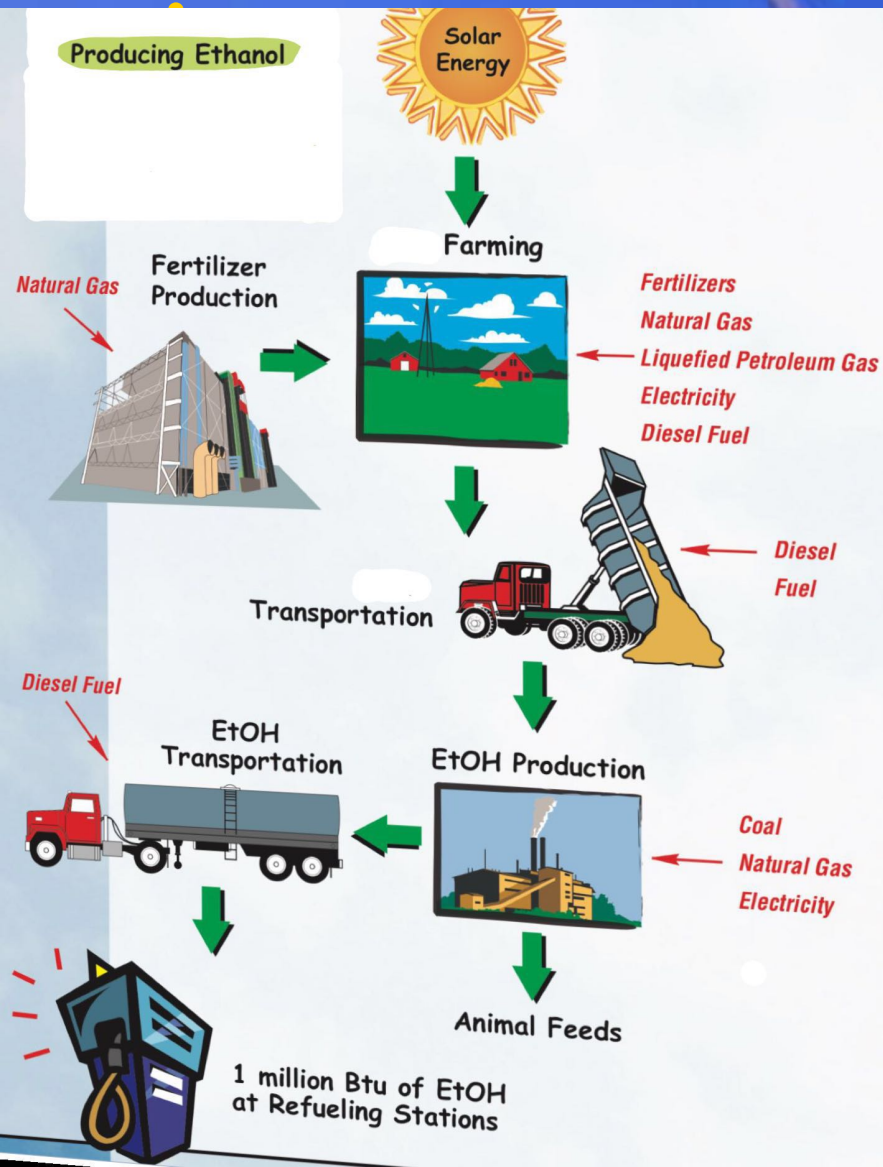 Producing Ethanol
Solar
Energy
Farming
Fertilizer
Production
Natural Gas
Fertilizers
Natural Gas
Liquefied Petroleum Gas
Electricity
Diesel Fuel
Diesel
Fuel
Transportation
Diesel Fuel
EtOH
Transportation
EtOH Production
Coal
Natural Gas
Electricity
Animal Feeds
1 million Btu of EtOH
at Refueling Stations